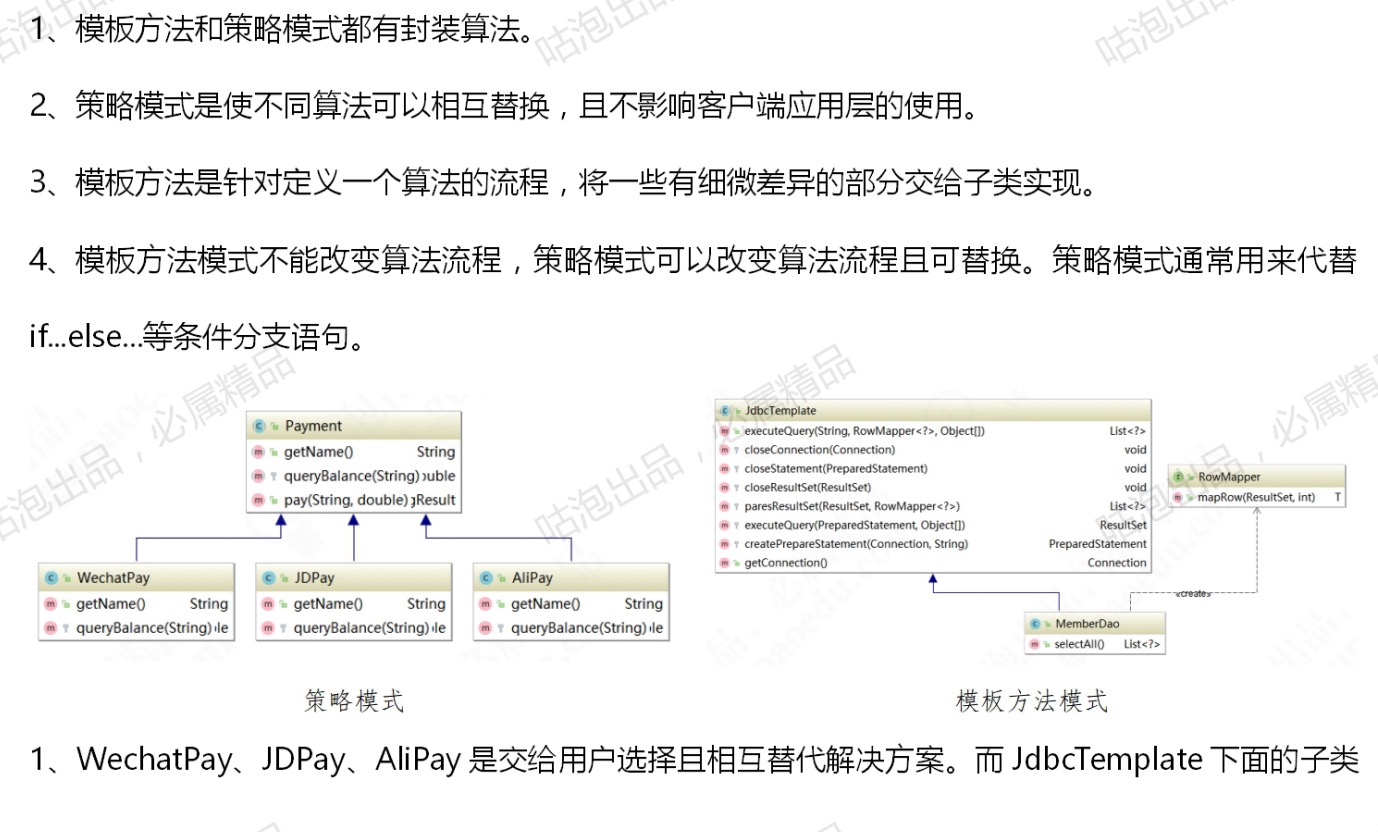 1、模板方法和策略模式都有封装算法。
2、策略模式是使不同算法可以相互替换，且不影响客户端应用层的使用。
3、模板方法是针对定义一个算法的流程，将一些有细微差异的部分交给子类实现。
4、模板方法模式不能改变算法流程，策略模式可以改变算法流程且可替换。策略模式通常用来代替
if...else...等条件分支语句。
咕泡出品，必属精品
Payment
getName() String
queryBalance(String) ouble
pay(String, double) gResult
WechatPay
getName() String
queryBalance(String) le
JDPay
getName() String
queryBalance(String) le
AliPay
getName() String
queryBalance(String) le
策略模式
JdbcTemplate
executeQuery(String, RowMapper<?>, Object[]) List<?>
closeConnection(Connection) void
closeStatement(PreparedStatement) void
closeResultSet(ResultSet) void
paresResultSet(ResultSet, RowMapper<?>) List<?>
executeQuery(PreparedStatement, Object[]) ResultSet
createPrepareStatement(Connection, String) PreparedStatement
getConnection() Connection
RowMapper
mapRow(ResultSet, int) T
«create»
MemberDao
selectAll() List<?>
模板方法模式
1、WechatPay、JDPay、AliPay 是交给用户选择且相互替代解决方案。而 JdbcTemplate 下面的子类